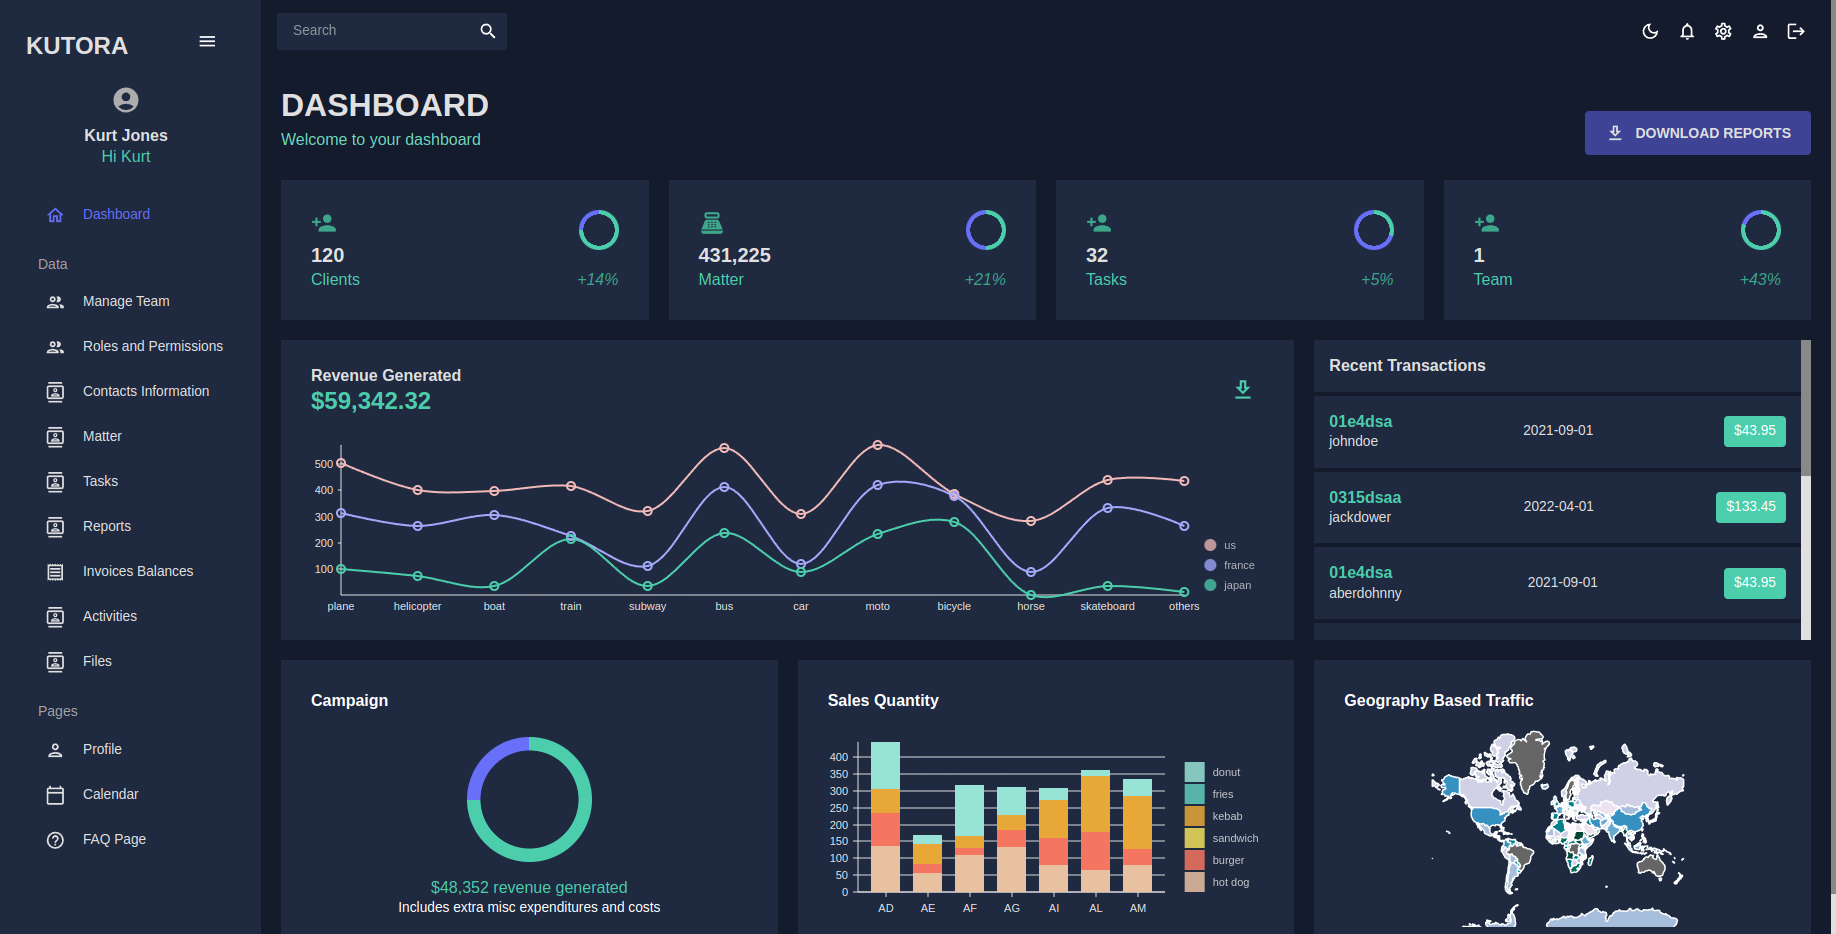 KUTORA
Kurt Jones
Hi Kurt
Dashboard
Data
Manage Team
Roles and Permissions
Contacts Information
Matter
Tasks
Reports
Invoices Balances
Activities
Files
Pages
Profile
Calendar
FAQ Page
Search
DASHBOARD
Welcome to your dashboard
DOWNLOAD REPORTS
120
Clients
+14%
431,225
Matter
+21%
32
Tasks
+5%
1
Team
+43%
Revenue Generated
$59,342.32
500
400
300
200
100
plane helicopter boat train subway bus car moto bicycle horse skateboard others
us
france
japan
Recent Transactions
01e4dsa
johndoe
2021-09-01
$43.95
0315dsaa
jackdower
2022-04-01
$133.45
01e4dsa
aberdohnny
2021-09-01
$43.95
Campaign
$48,352 revenue generated
Includes extra misc expenditures and costs
Sales Quantity
400
350
300
250
200
150
100
50
0
AD AE AF AG AI AL AM
donut
fries
kebab
sandwich
burger
hot dog
Geography Based Traffic